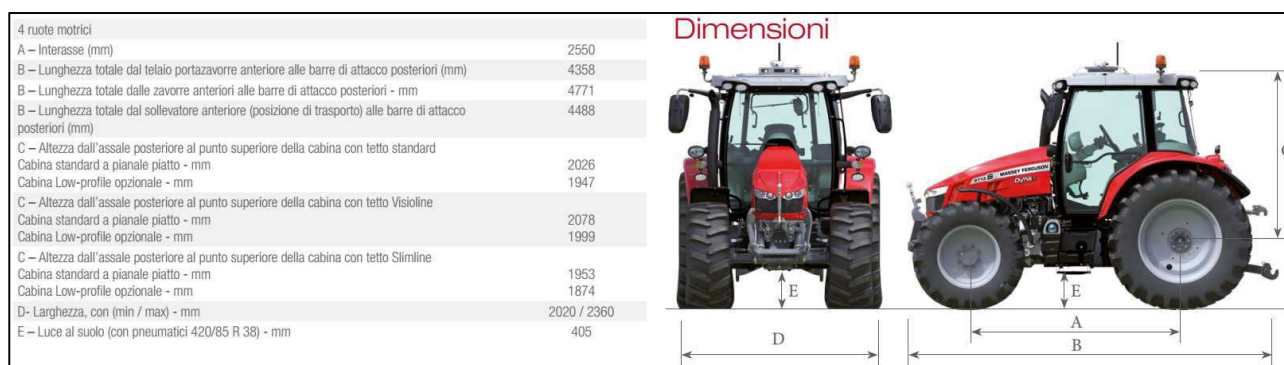 4 ruote motrici
A – Interasse (mm) 2550
B – Lunghezza totale dal telaio portazavorre anteriore alle barre di attacco posteriori (mm) 4358
B – Lunghezza totale dalle zavorre anteriori alle barre di attacco posteriori - mm 4771
B – Lunghezza totale dal sollevatore anteriore (posizione di trasporto) alle barre di attacco 4488
posteriori (mm)
C – Altezza dall'assale posteriore al punto superiore della cabina con tetto standard
Cabina standard a pianale piatto - mm 2026
Cabina Low-profile opzionale - mm 1947
C – Altezza dall'assale posteriore al punto superiore della cabina con tetto Visioline
Cabina standard a pianale piatto - mm 2078
Cabina Low-profile opzionale - mm 1999
C – Altezza dall'assale posteriore al punto superiore della cabina con tetto Slimline
Cabina standard a pianale piatto - mm 1953
Cabina Low-profile opzionale - mm 1874
D- Larghezza, con (min / max) - mm 2020 / 2360
E – Luce al suolo (con pneumatici 420/85 R 38) - mm 405
Dimensioni
E
D
MASSEY FERGUSON
E
A
B